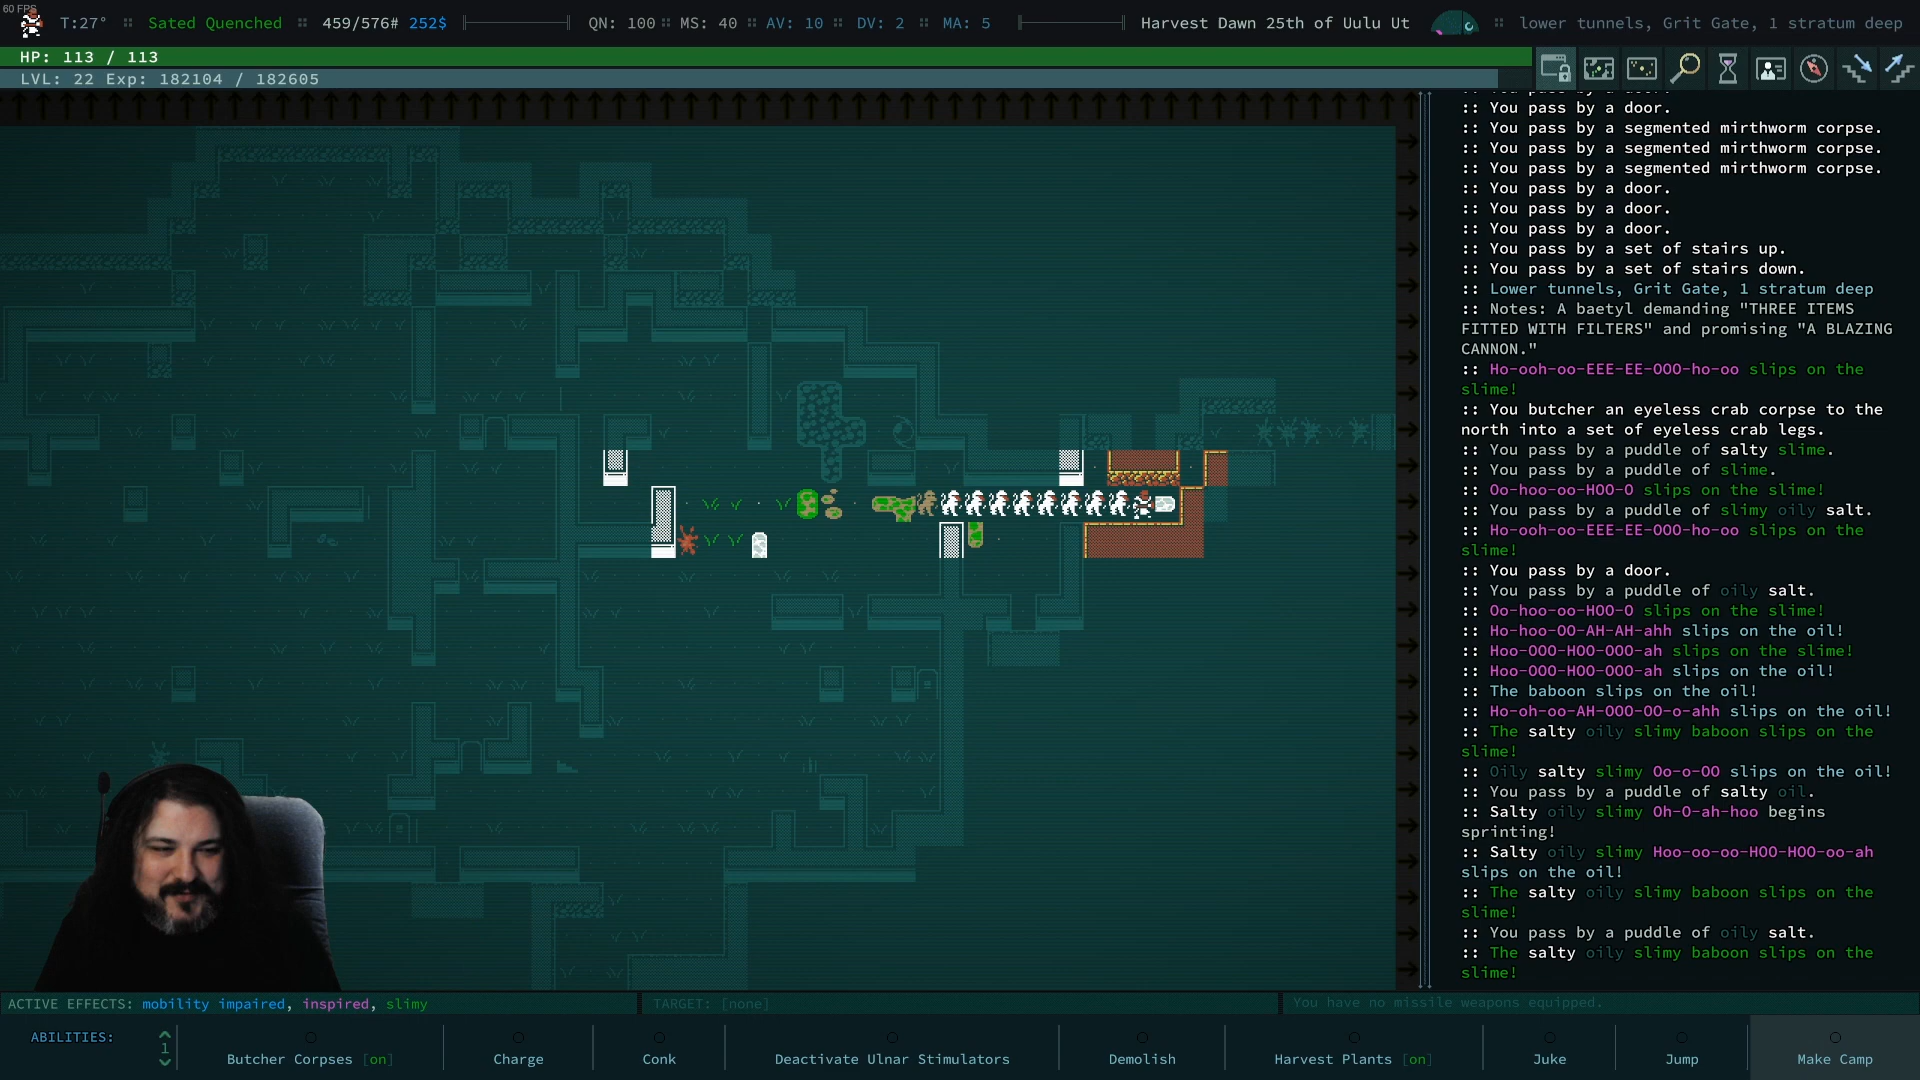 60 FPS
T:27° :: Sated Quenched :: 459/576# 252$ QN: 100 :: MS: 40 :: AV: 10 :: DV: 2 :: MA: 5 Harvest Dawn 25th of Uulu Ut :: lower tunnels, Grit Gate, 1 stratum deep
HP: 113 / 113
LVL: 22 Exp: 182104 / 182605
:: You pass by a door.
:: You pass by a segmented mirthworm corpse.
:: You pass by a segmented mirthworm corpse.
:: You pass by a segmented mirthworm corpse.
:: You pass by a door.
:: You pass by a door.
:: You pass by a door.
:: You pass by a set of stairs up.
:: You pass by a set of stairs down.
:: Lower tunnels, Grit Gate, 1 stratum deep
:: Notes: A baetyl demanding "THREE ITEMS
FITTED WITH FILTERS" and promising "A BLAZING
CANNON."
:: Ho-ooh-oo-EEE-EE-OOO-ho-oo slips on the
slime!
:: You butcher an eyeless crab corpse to the
north into a set of eyeless crab legs.
:: You pass by a puddle of salty slime.
:: You pass by a puddle of slime.
:: Oo-hoo-oo-HOO-O slips on the slime!
:: You pass by a puddle of slimy oily salt.
:: Ho-ooh-oo-EEE-EE-OOO-ho-oo slips on the
slime!
:: You pass by a door.
:: You pass by a puddle of oily salt.
:: Oo-hoo-oo-HOO-O slips on the slime!
:: Ho-hoo-OO-AH-AH-ahh slips on the oil!
:: Hoo-OOO-HOO-OOO-ah slips on the slime!
:: Hoo-OOO-HOO-OOO-ah slips on the oil!
:: The baboon slips on the oil!
:: Ho-oh-oo-AH-OOO-OO-o-ahh slips on the oil!
:: The salty oily slimy baboon slips on the
slime!
:: Oily salty slimy Oo-o-OO slips on the oil!
:: You pass by a puddle of salty oil.
:: Salty oily slimy Oh-O-ah-hoo begins
sprinting!
:: Salty oily slimy Hoo-oo-oo-HOO-HOO-oo-ah
slips on the oil!
:: The salty oily slimy baboon slips on the
slime!
:: You pass by a puddle of oily salt.
:: The salty oily slimy baboon slips on the
slime!
ACTIVE EFFECTS: mobility impaired, inspired, slimy
TARGET: [none]
You have no missile weapons equipped.
ABILITIES:
1
Butcher Corpses [on]
Charge
Conk
Deactivate Ulnar Stimulators
Demolish
Harvest Plants [on]
Juke
Jump
Make Camp